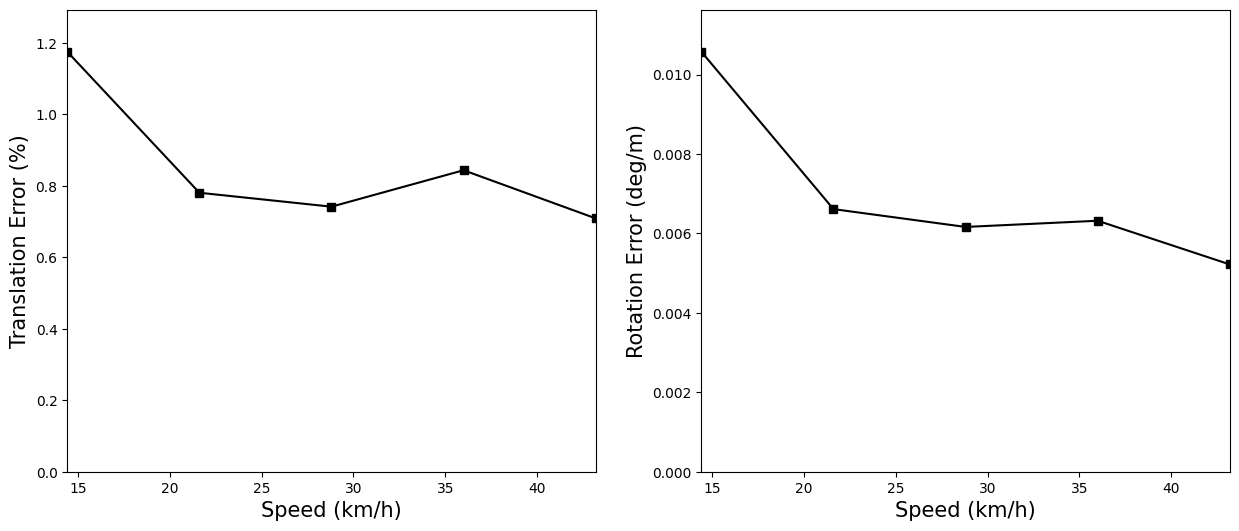 Translation Error (%)
1.2
1.0
0.8
0.6
0.4
0.2
0.0
15 20 25 30 35 40
Speed (km/h)
Rotation Error (deg/m)
0.010
0.008
0.006
0.004
0.002
0.000
15 20 25 30 35 40
Speed (km/h)